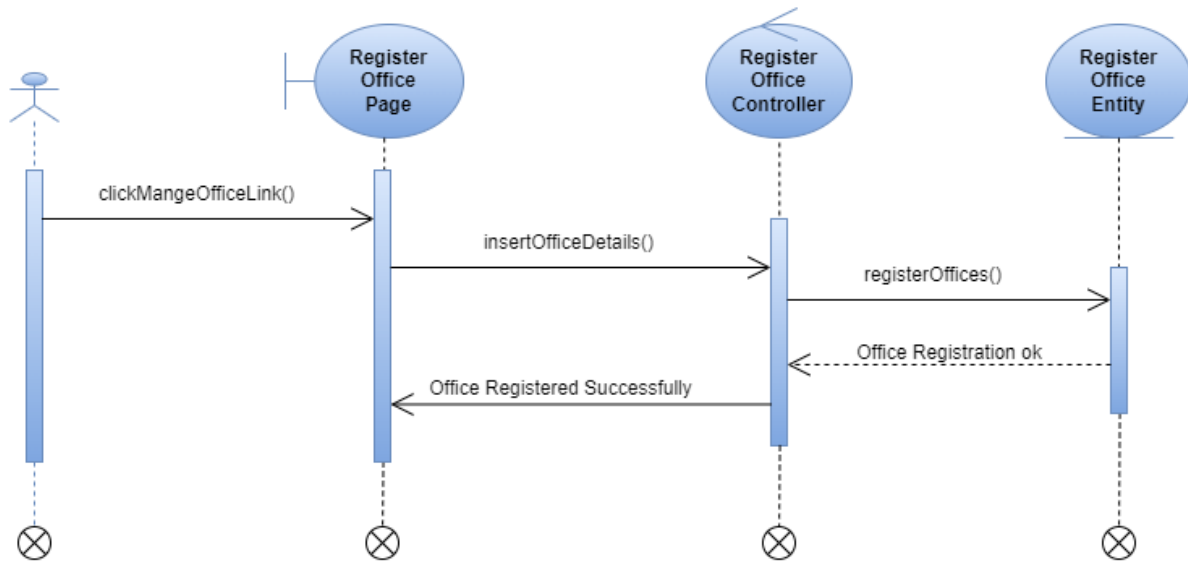 Register
Office
Page
Register
Office
Controller
Register
Office
Entity
clickMangeOfficeLink()
insertOfficeDetails()
registerOffices()
Office Registration ok
Office Registered Successfully